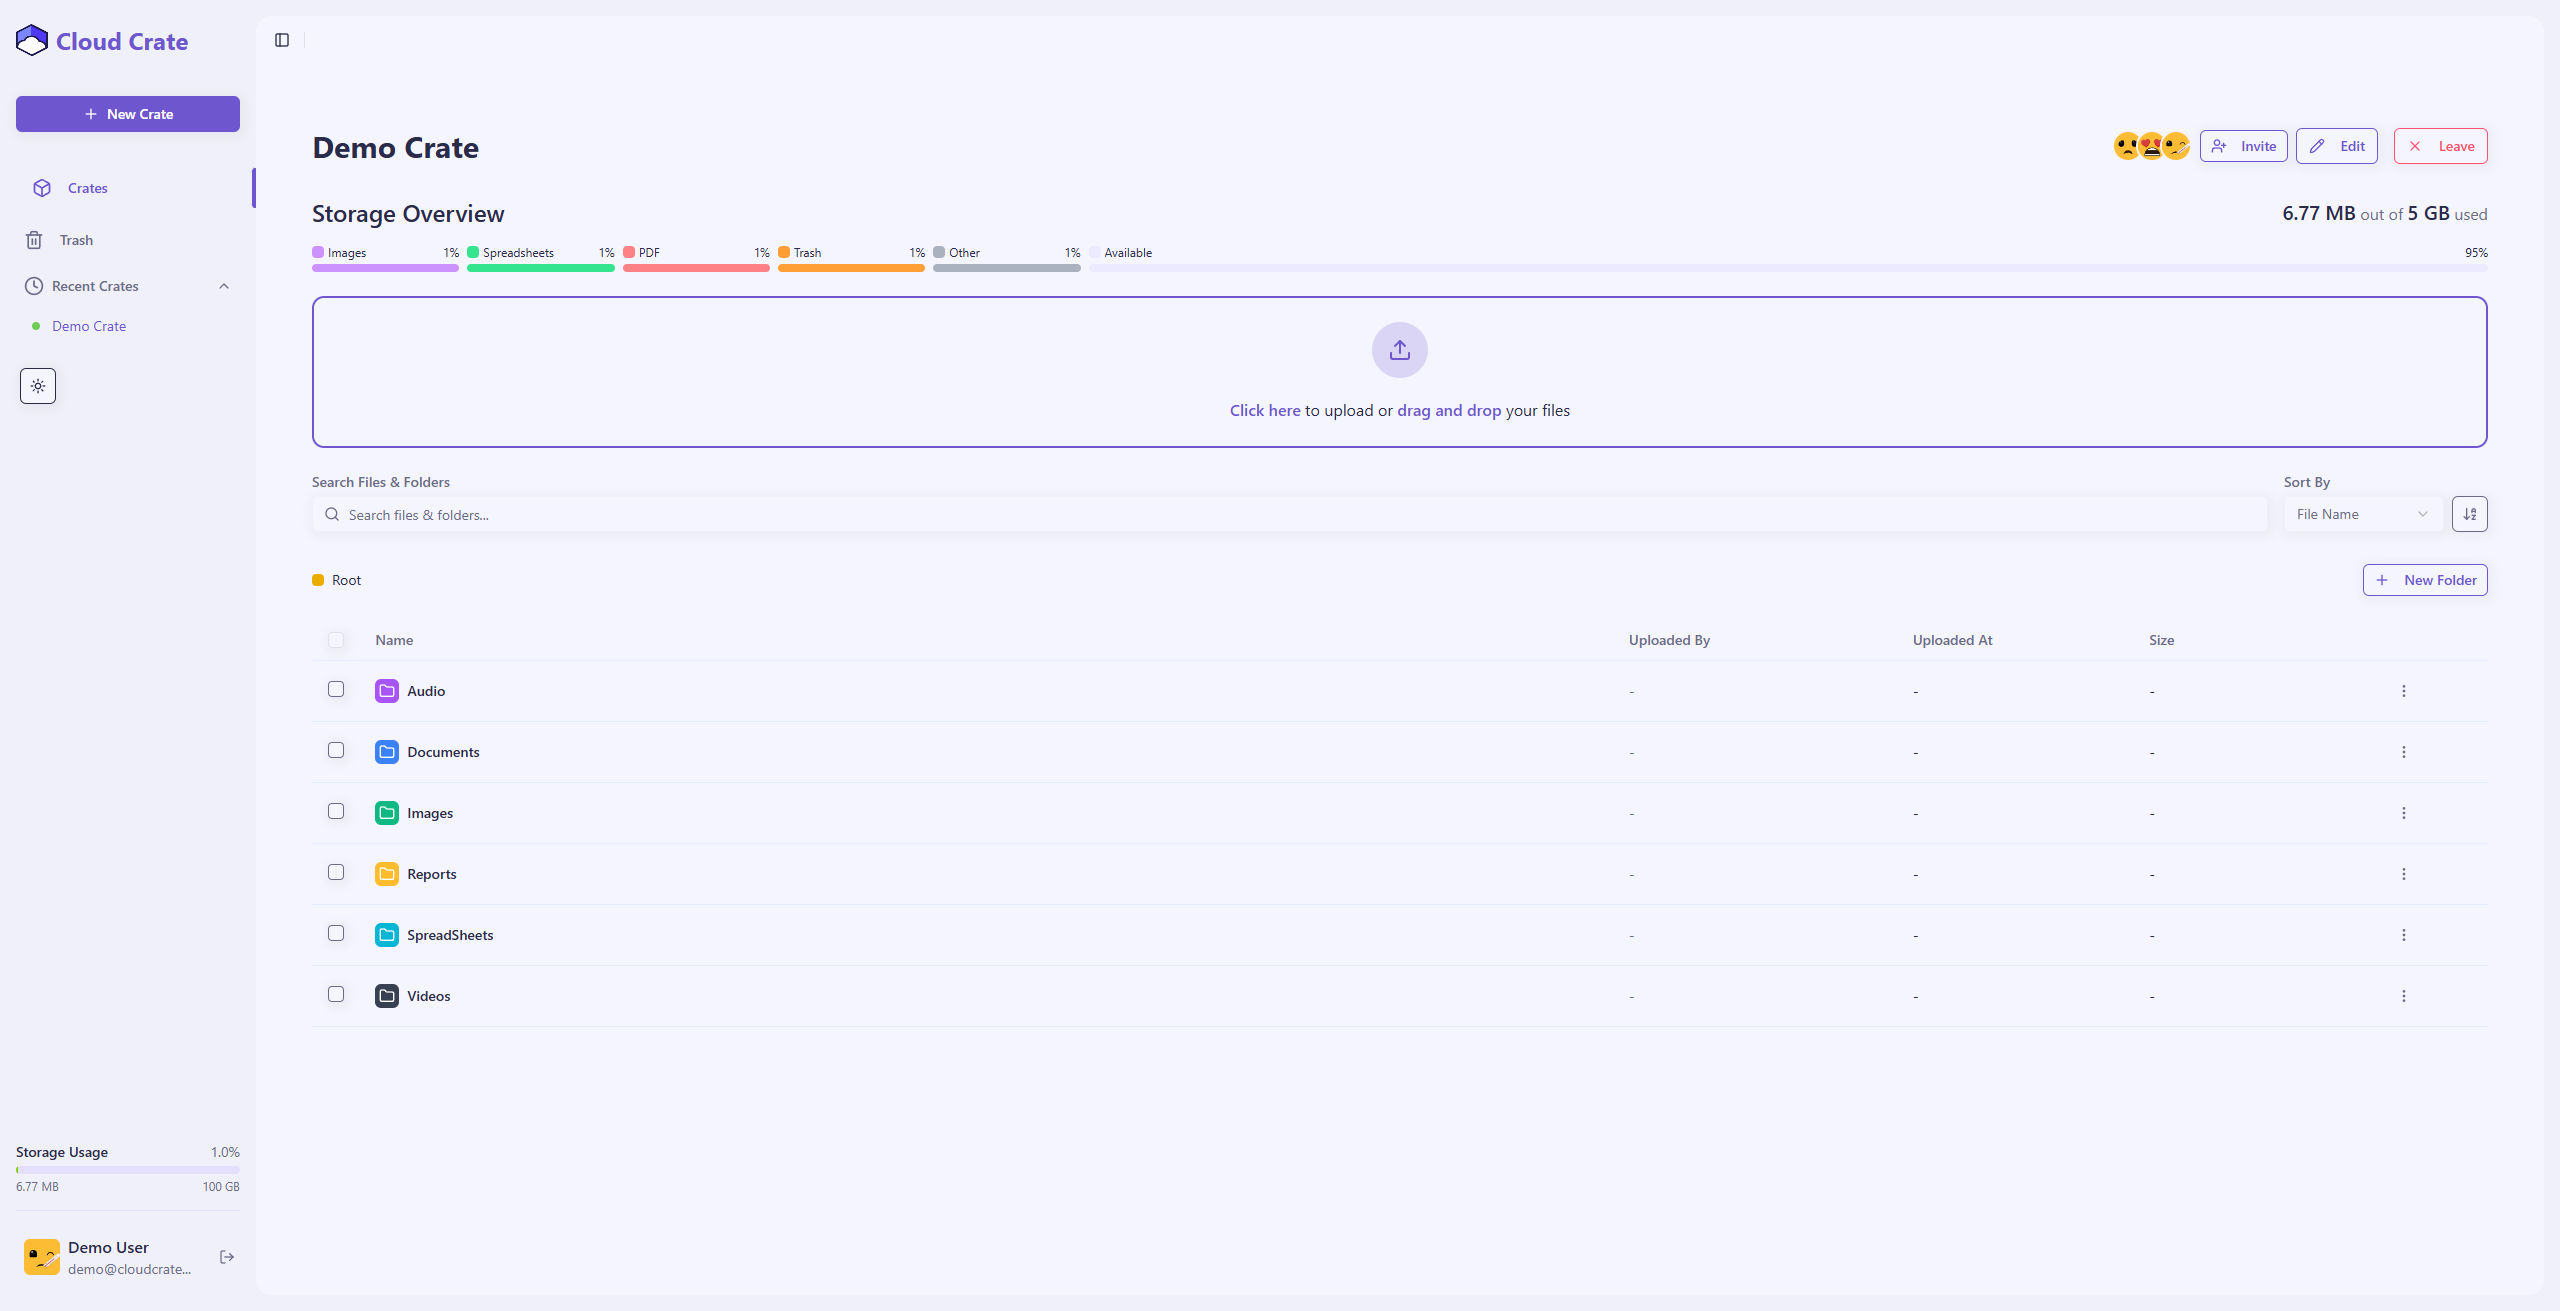 Cloud Crate
New Crate
Crates
Trash
Recent Crates
Demo Crate
Storage Usage 1.0%
6.77 MB 100 GB
Demo User
demo@cloudcrate...
Demo Crate
Invite Edit Leave
Storage Overview 6.77 MB out of 5 GB used
Images 1% Spreadsheets 1% PDF 1% Trash 1% Other 1% Available 95%
Click here to upload or drag and drop your files
Search Files & Folders Sort By
Search files & folders... File Name
Root New Folder
Name Uploaded By Uploaded At Size
Audio - - -
Documents - - -
Images - - -
Reports - - -
SpreadSheets - - -
Videos - - -